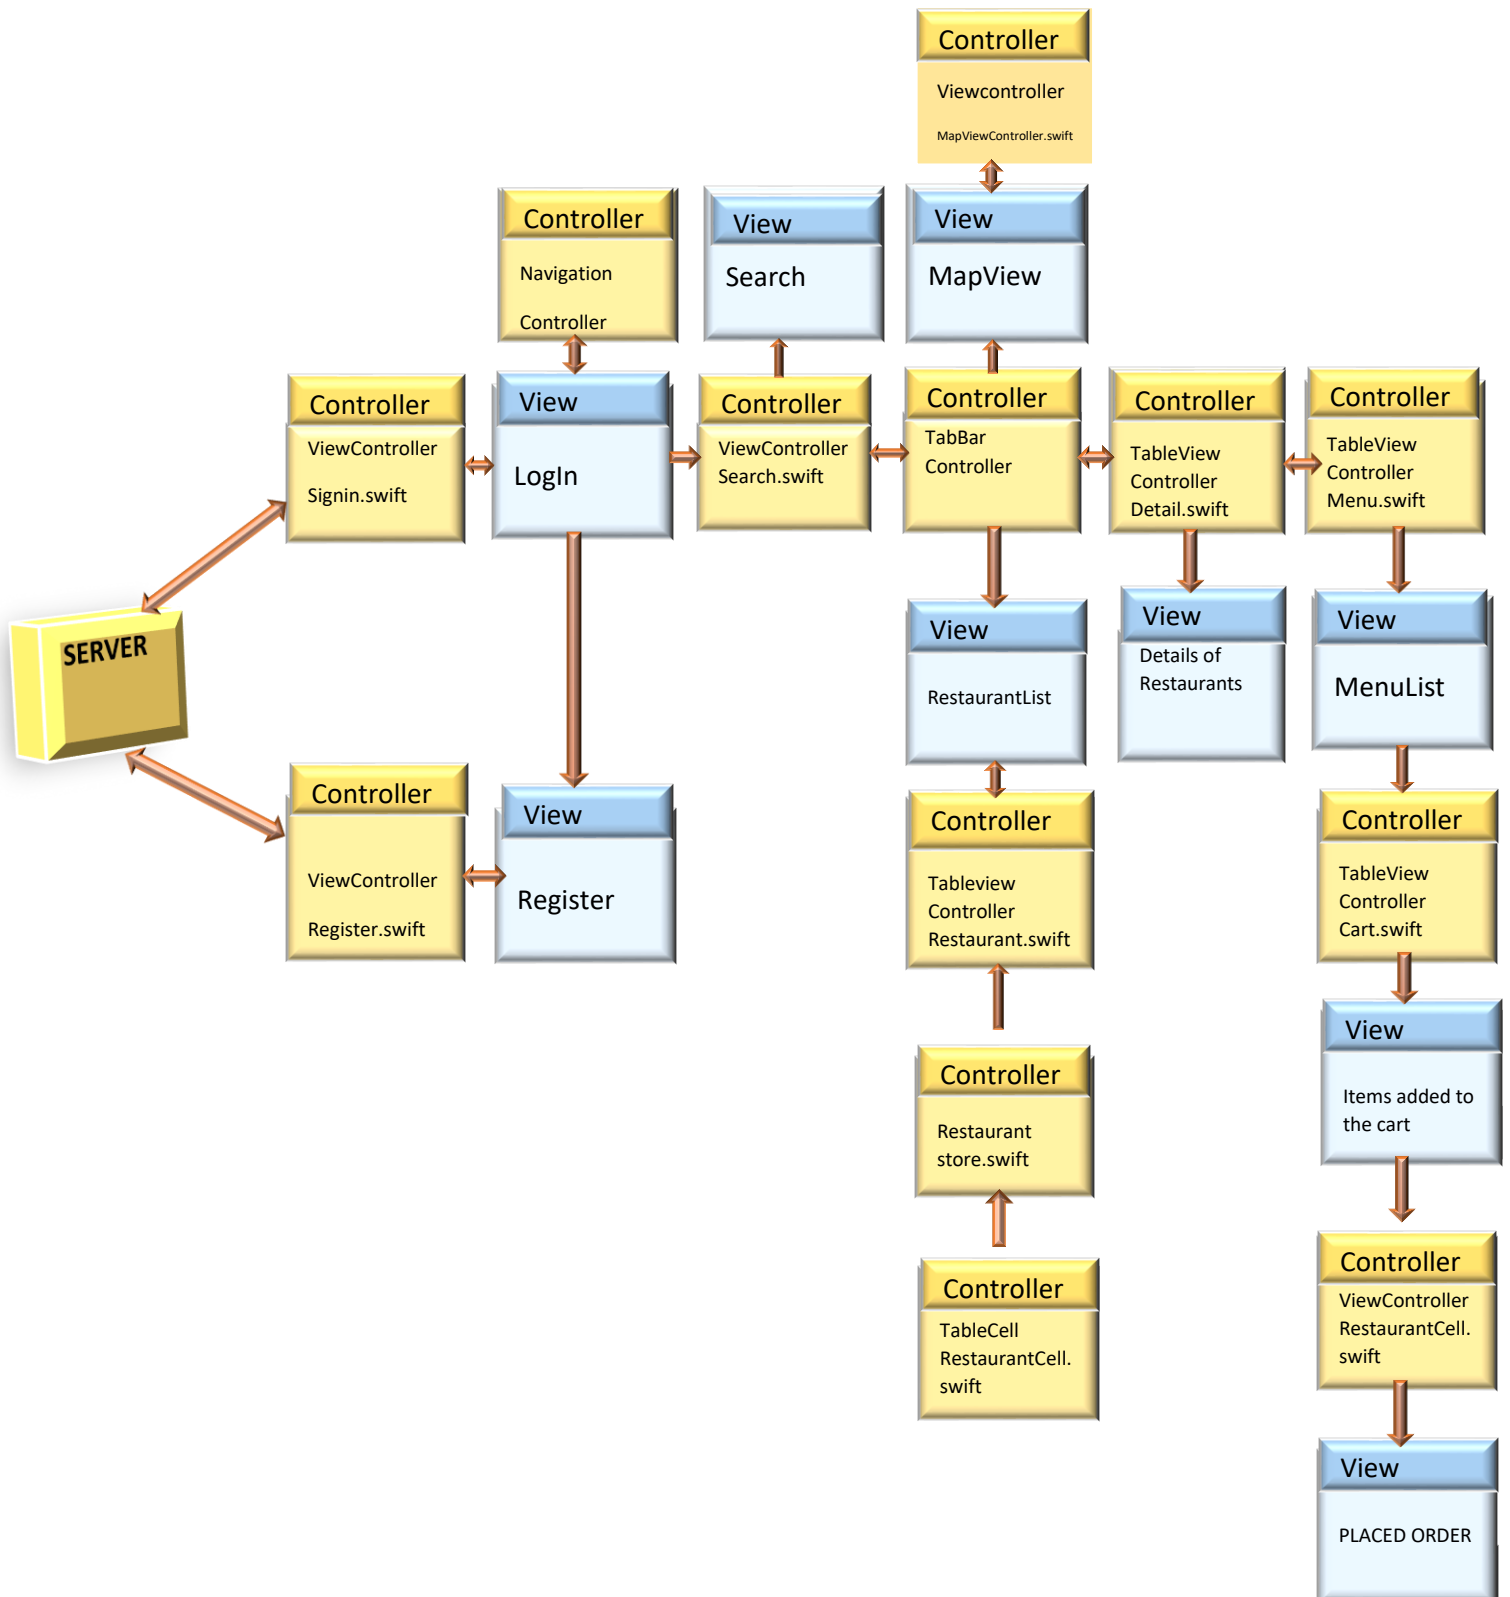 Controller
Viewcontroller
MapViewController.swift
Controller
Navigation
Controller
View
Search
View
MapView
Controller
ViewController
Signin.swift
View
LogIn
Controller
ViewController
Search.swift
Controller
TabBar
Controller
Controller
TableView
Controller
Detail.swift
Controller
TableView
Controller
Menu.swift
SERVER
View
RestaurantList
View
Details of
Restaurants
View
MenuList
Controller
ViewController
Register.swift
View
Register
Controller
Tableview
Controller
Restaurant.swift
Controller
TableView
Controller
Cart.swift
Controller
Restaurant
store.swift
View
Items added to
the cart
Controller
TableCell
RestaurantCell.
swift
Controller
ViewController
RestaurantCell.
swift
View
PLACED ORDER